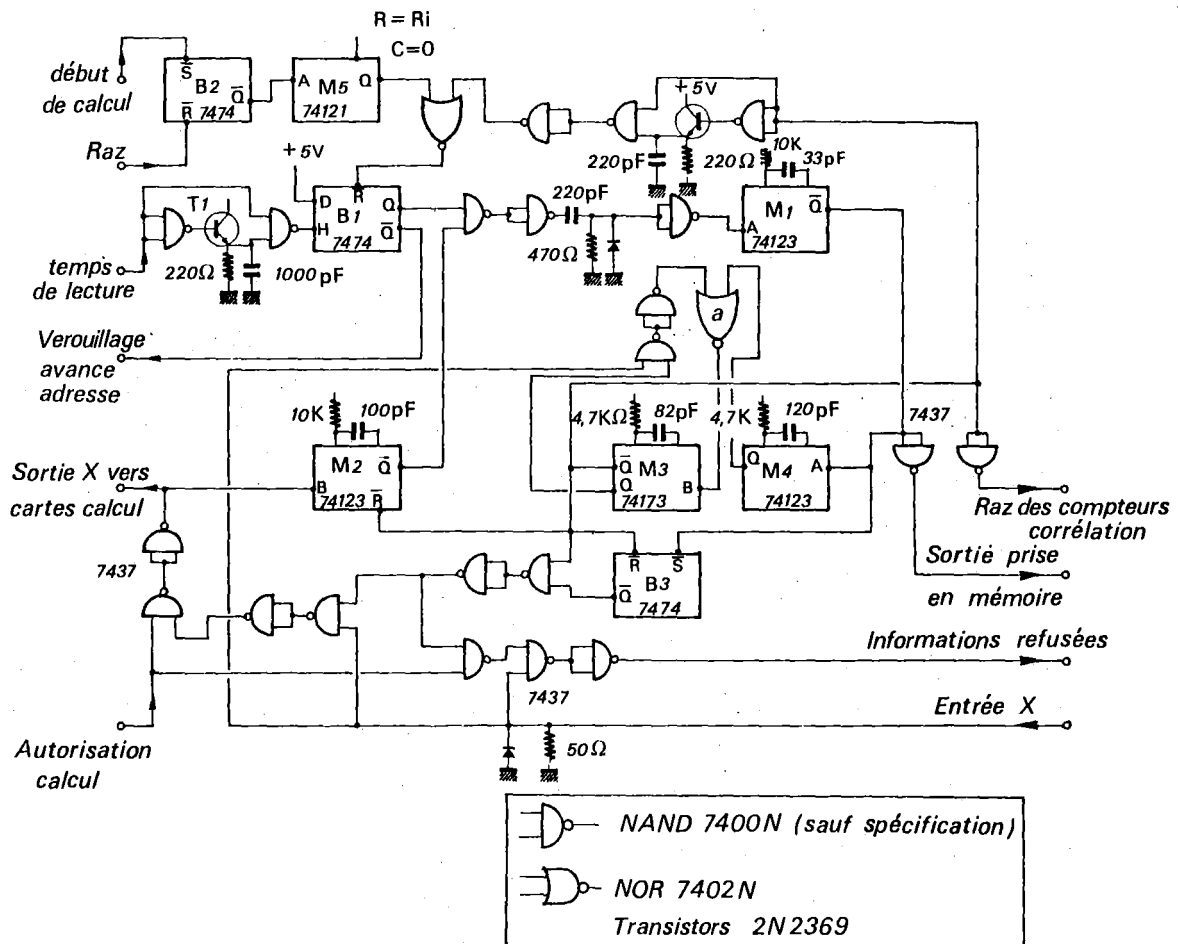 R = Ri
C=0
début
de calcul
S
B2
Q
R
7474
A
M5
Q
74121
Raz
+5V
+5V
220pF
220Ω
10K
33pF
M1
Q
A
74123
T1
D
R
B1
H
Q
Q
7474
220pF
470Ω
220Ω
1000pF
temps
de lecture
Verouillage
avance
adresse
a
10K
100pF
M2
Q
B
74123
R
4,7KΩ
82pF
Q
M3
Q
B
74173
4,7K
120pF
Q
M4
A
74123
7437
Sortie X vers
cartes calcul
Raz des compteurs
corrélation
Sortie prise
en mémoire
7437
R
S
B3
Q
7474
Informations refusées
7437
Entrée X
Autorisation
calcul
50Ω
NAND 7400N (sauf spécification)
NOR 7402N
Transistors 2N2369